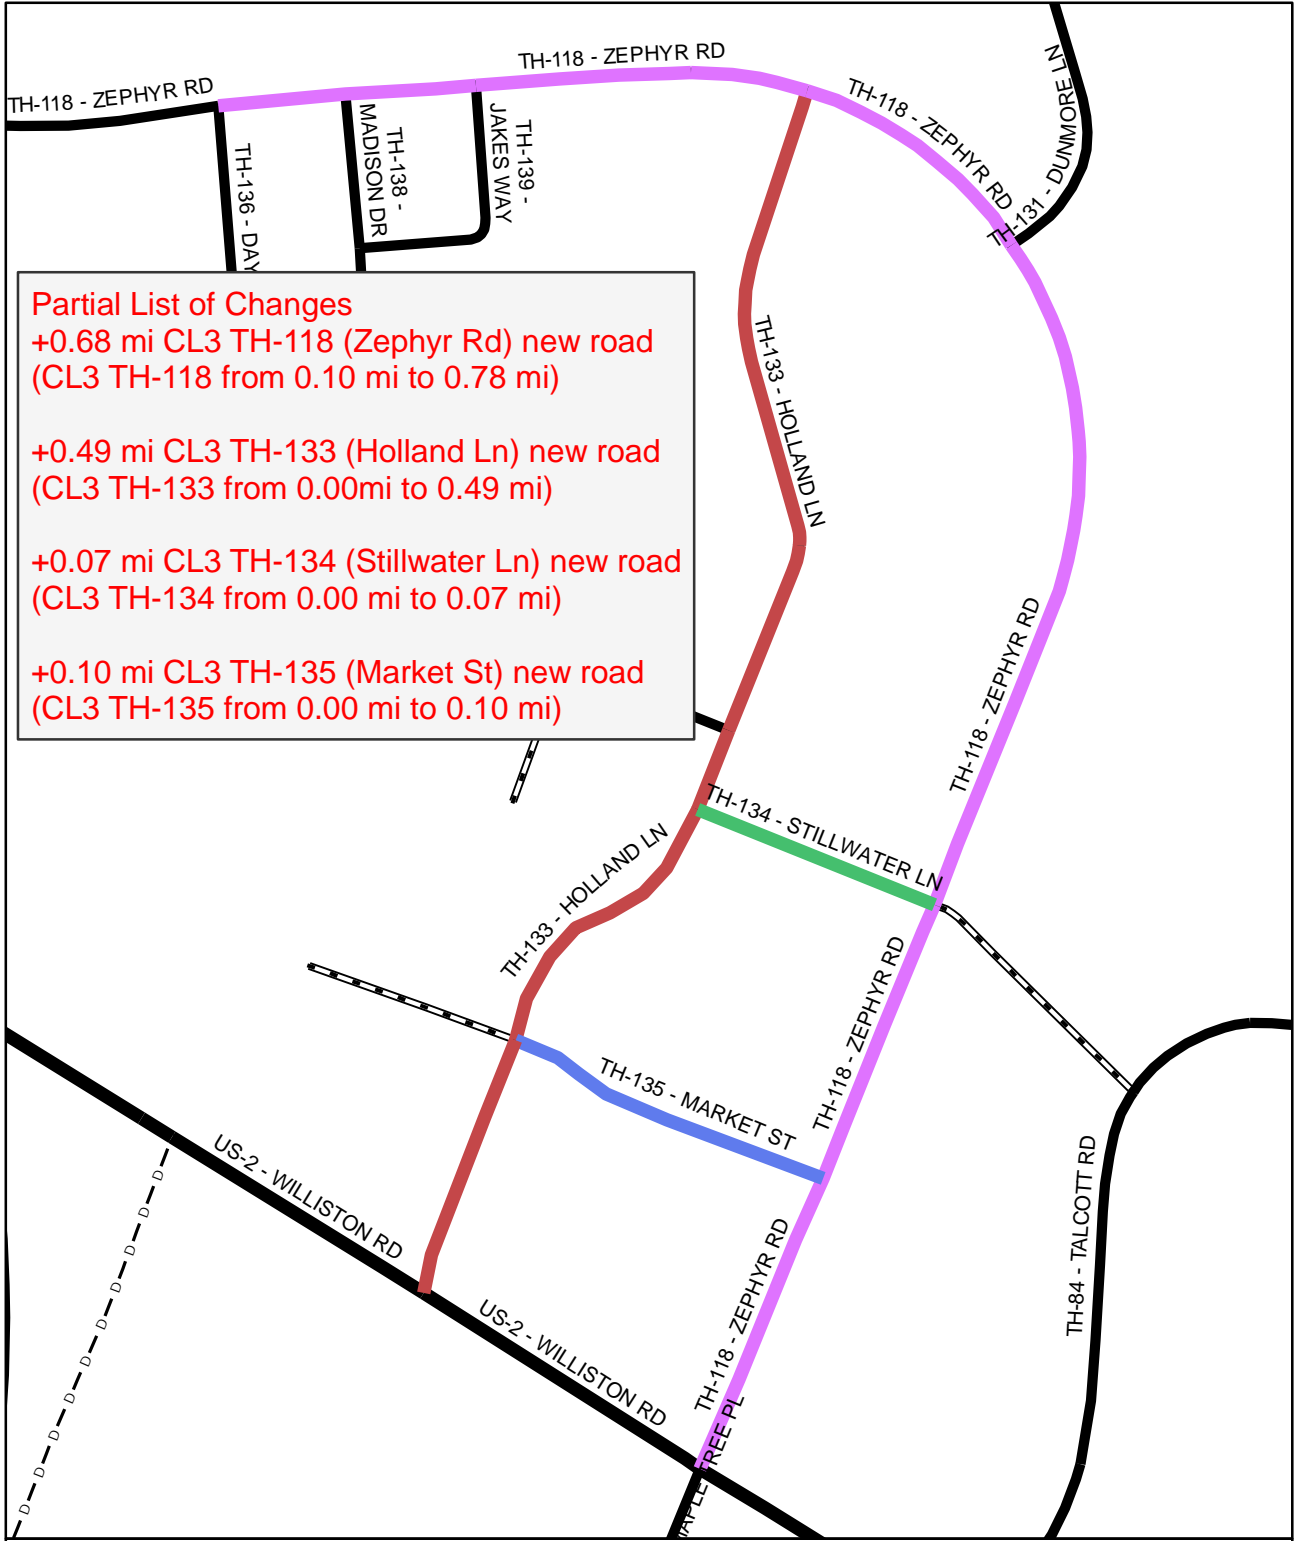 TH-118 - ZEPHYR RD
TH-118 - ZEPHYR RD
TH-118 - ZEPHYR RD
TH-131 - DUNMORE LN
TH-136 - DAY
TH-138 -
MADISON DR
TH-139 -
JAKES WAY
Partial List of Changes
+0.68 mi CL3 TH-118 (Zephyr Rd) new road
(CL3 TH-118 from 0.10 mi to 0.78 mi)
+0.49 mi CL3 TH-133 (Holland Ln) new road
(CL3 TH-133 from 0.00mi to 0.49 mi)
+0.07 mi CL3 TH-134 (Stillwater Ln) new road
(CL3 TH-134 from 0.00 mi to 0.07 mi)
+0.10 mi CL3 TH-135 (Market St) new road
(CL3 TH-135 from 0.00 mi to 0.10 mi)
TH-133 - HOLLAND LN
TH-118 - ZEPHYR RD
TH-134 - STILLWATER LN
TH-133 - HOLLAND LN
TH-118 - ZEPHYR RD
TH-135 - MARKET ST
US-2 - WILLISTON RD
TH-84 - TALCOTT RD
TH-118 - ZEPHYR RD
US-2 - WILLISTON RD
D D D D D D D D D D